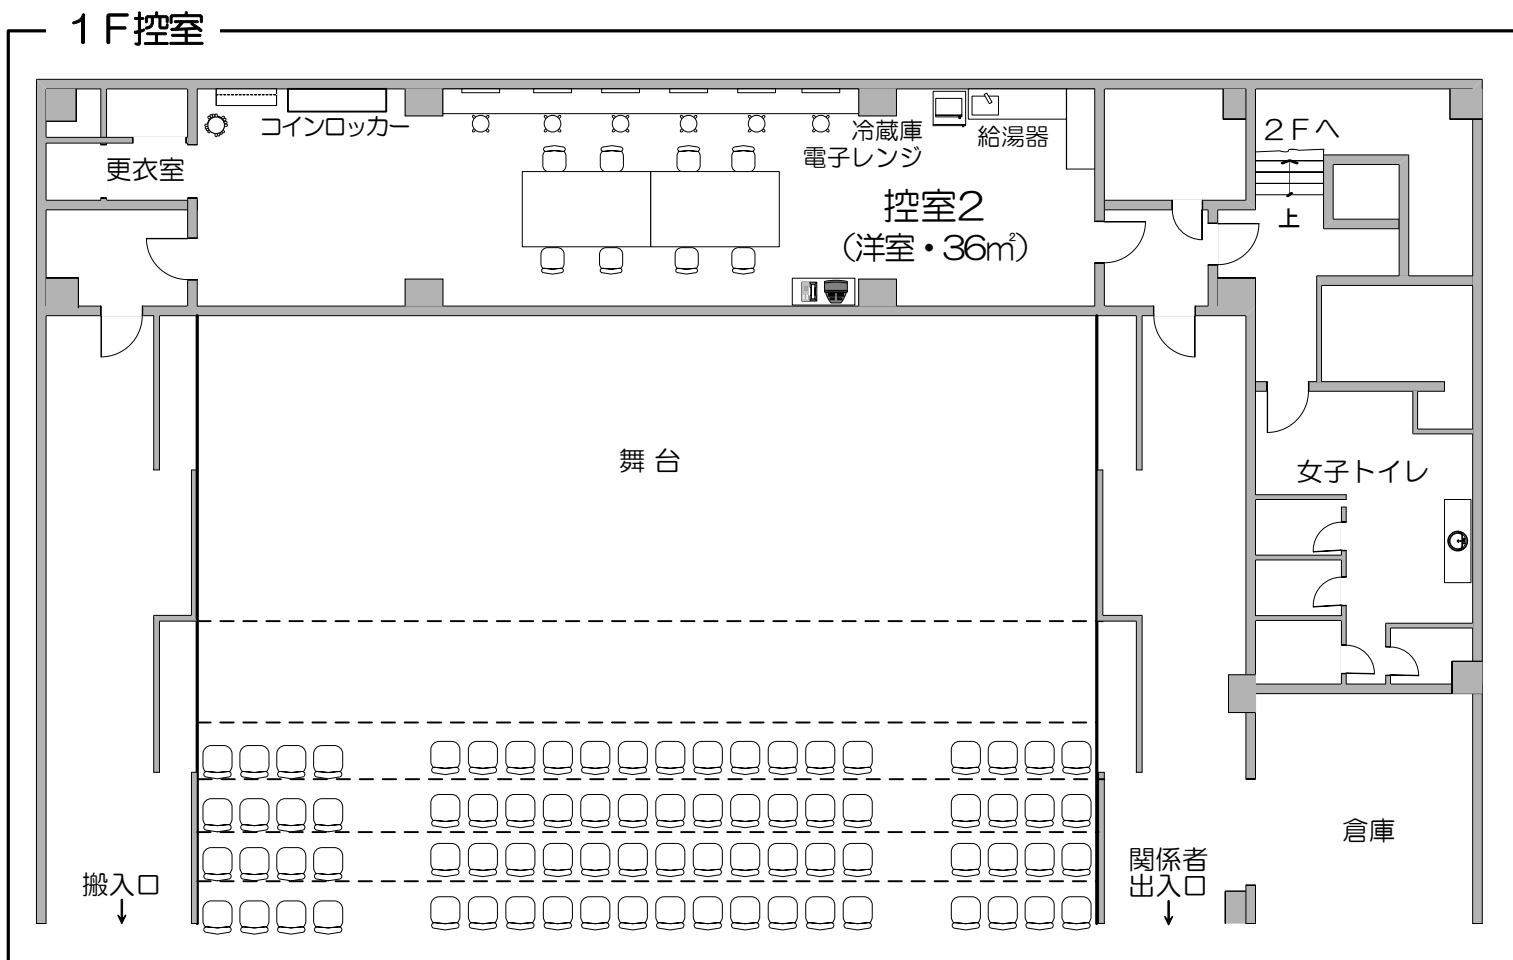 1F控室
コインロッカー
更衣室
冷蔵庫
電子レンジ
給湯器
2Fへ
上
控室2
(洋室・36㎡)
舞台
女子トイレ
倉庫
搬入口
↓
関係者
出入口
↓